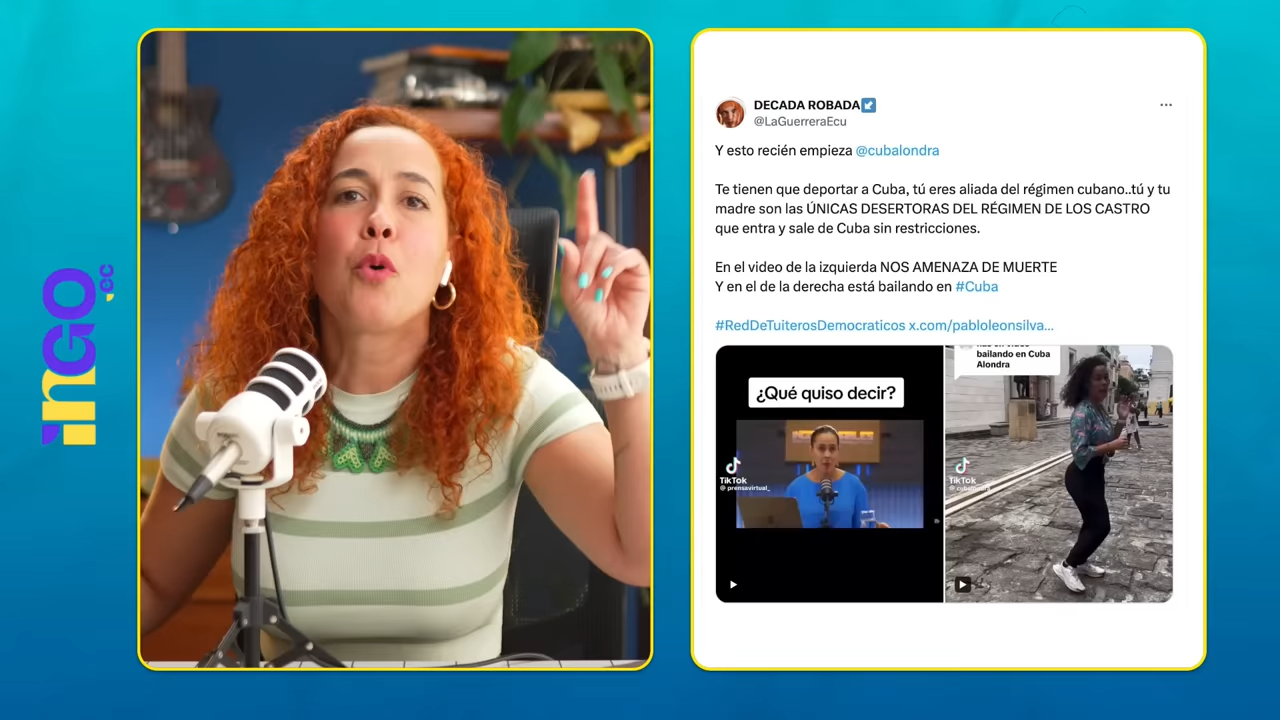 inGO.cc
DECADA ROBADA
@LaGuerreraEcu
Y esto recién empieza @cubalondra
Te tienen que deportar a Cuba, tú eres aliada del régimen cubano..tú y tu
madre son las ÚNICAS DESERTORAS DEL RÉGIMEN DE LOS CASTRO
que entra y sale de Cuba sin restricciones.
En el video de la izquierda NOS AMENAZA DE MUERTE
Y en el de la derecha está bailando en #Cuba
#RedDeTuiterosDemocraticos x.com/pabloleonsilva...
¿Qué quiso decir?
TikTok
@prensavirtual_
bailando en Cuba
Alondra
TikTok